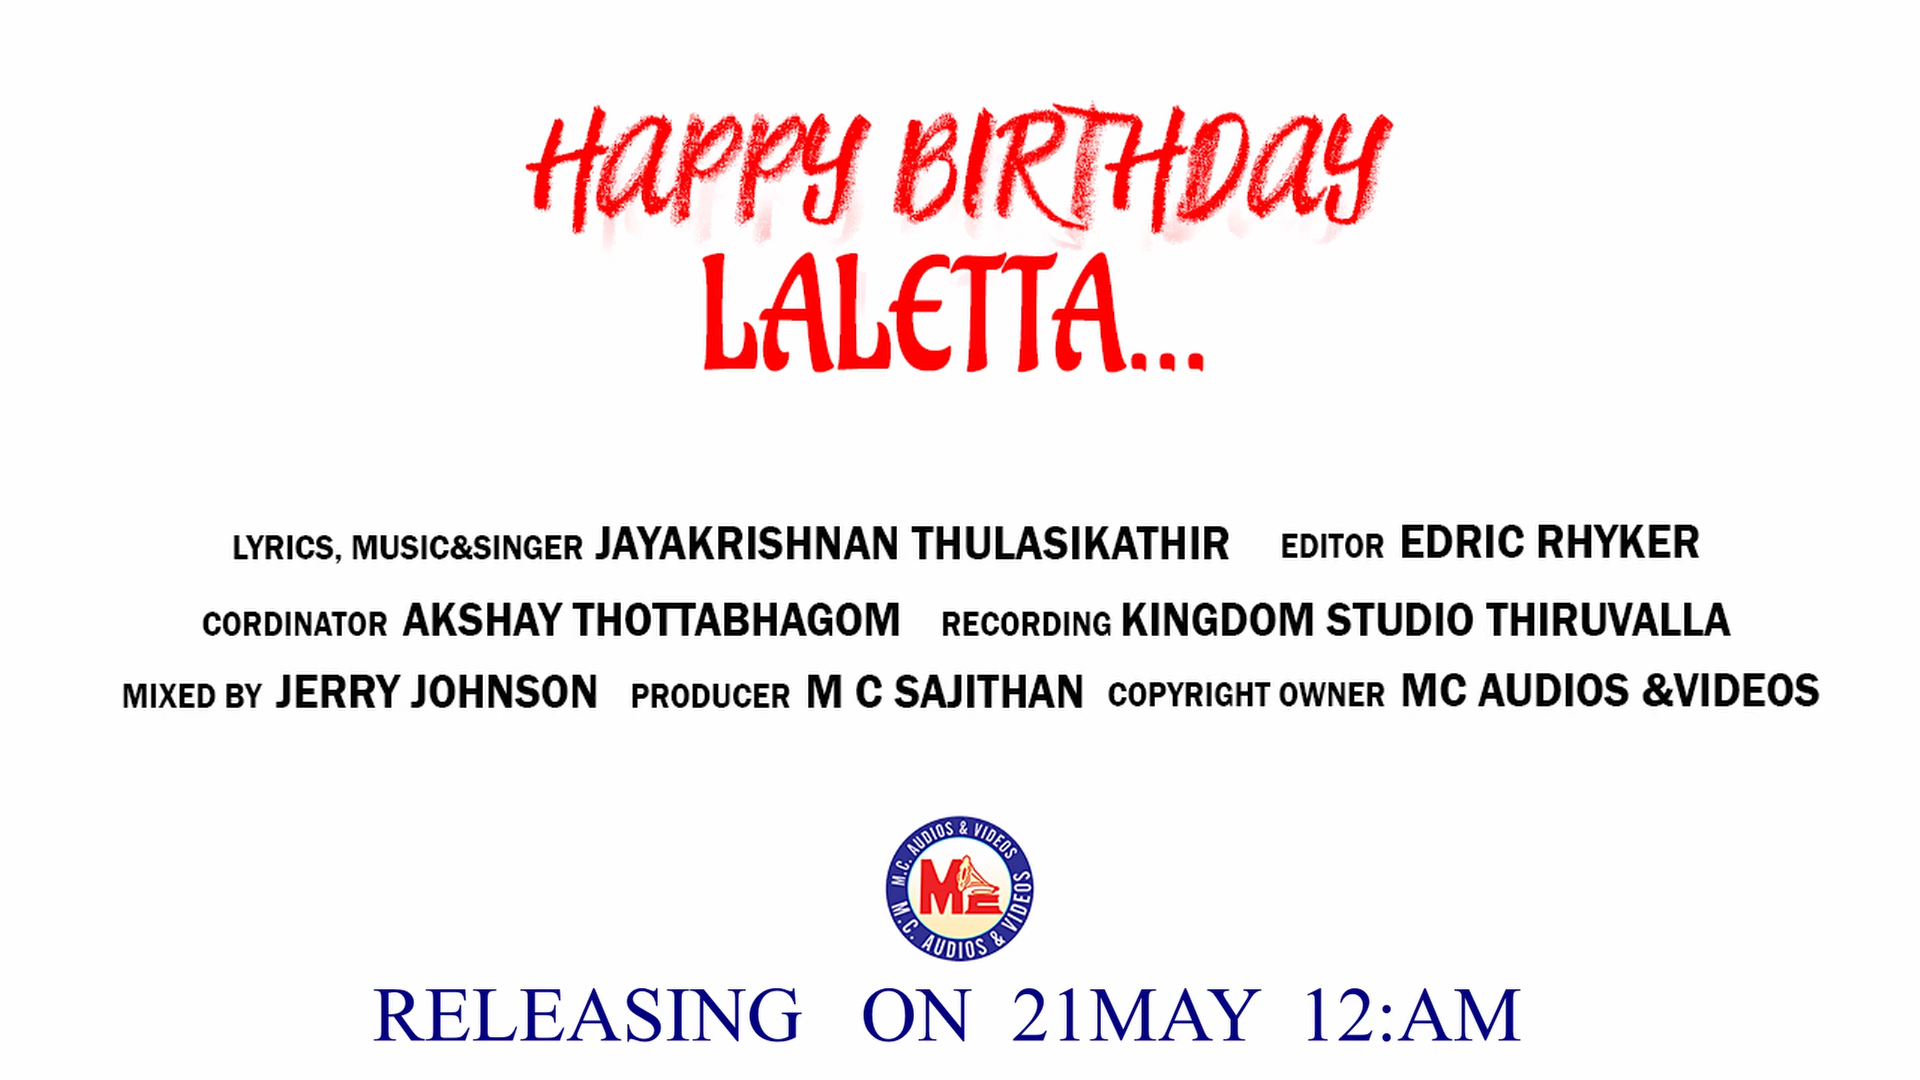 HAPPY BIRTHDAY
LALETTA...
LYRICS, MUSIC&SINGER JAYAKRISHNAN THULASIKATHIR EDITOR EDRIC RHYKER
CORDINATOR AKSHAY THOTTABHAGOM RECORDING KINGDOM STUDIO THIRUVALLA
MIXED BY JERRY JOHNSON PRODUCER M C SAJITHAN COPYRIGHT OWNER MC AUDIOS &VIDEOS
M.C. AUDIOS & VIDEOS
MC
M.C. AUDIOS & VIDEOS
RELEASING ON 21MAY 12:AM